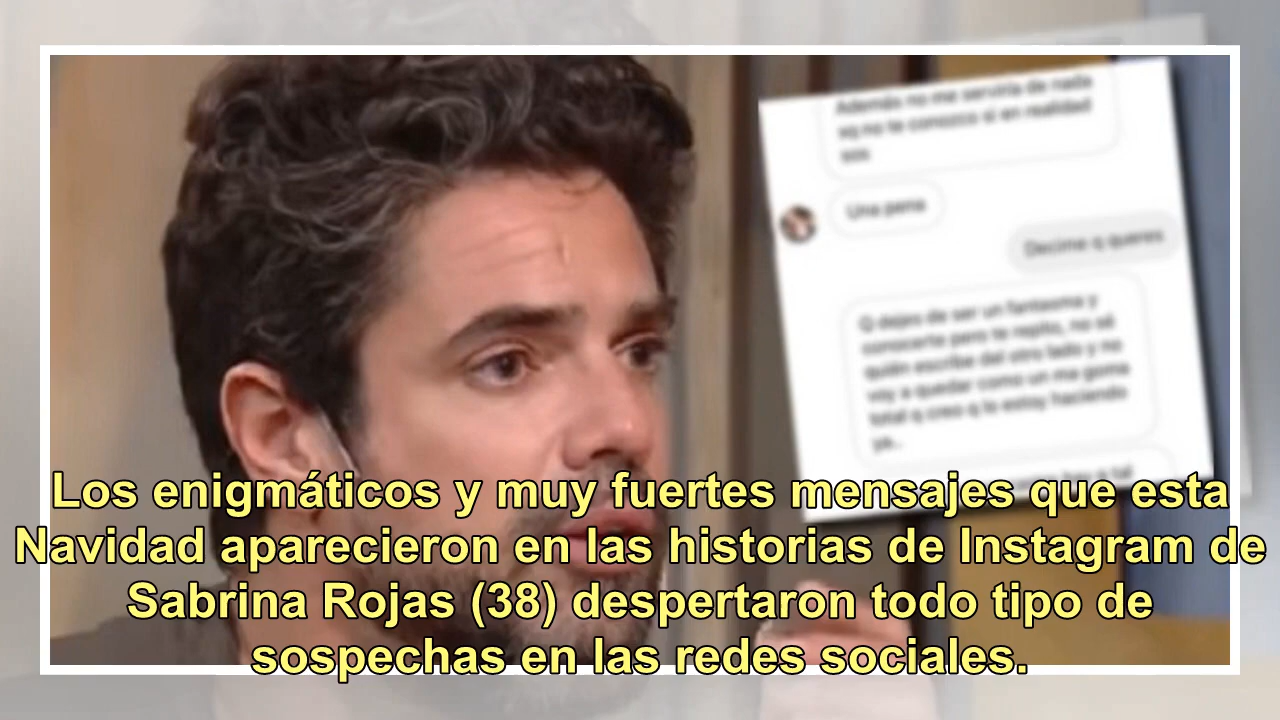 Además no me serviría de nada
xq no te conozco si en realidad
sos
Una pena
Decime q queres
Q dejes de ser un fantasma y
conocerte pero te repito, no sé
quién escribe del otro lado y no
voy a quedar como un ma goma
total q creo q lo estoy haciendo
ya..
Los enigmáticos y muy fuertes mensajes que esta
Navidad aparecieron en las historias de Instagram de
Sabrina Rojas (38) despertaron todo tipo de
sospechas en las redes sociales.